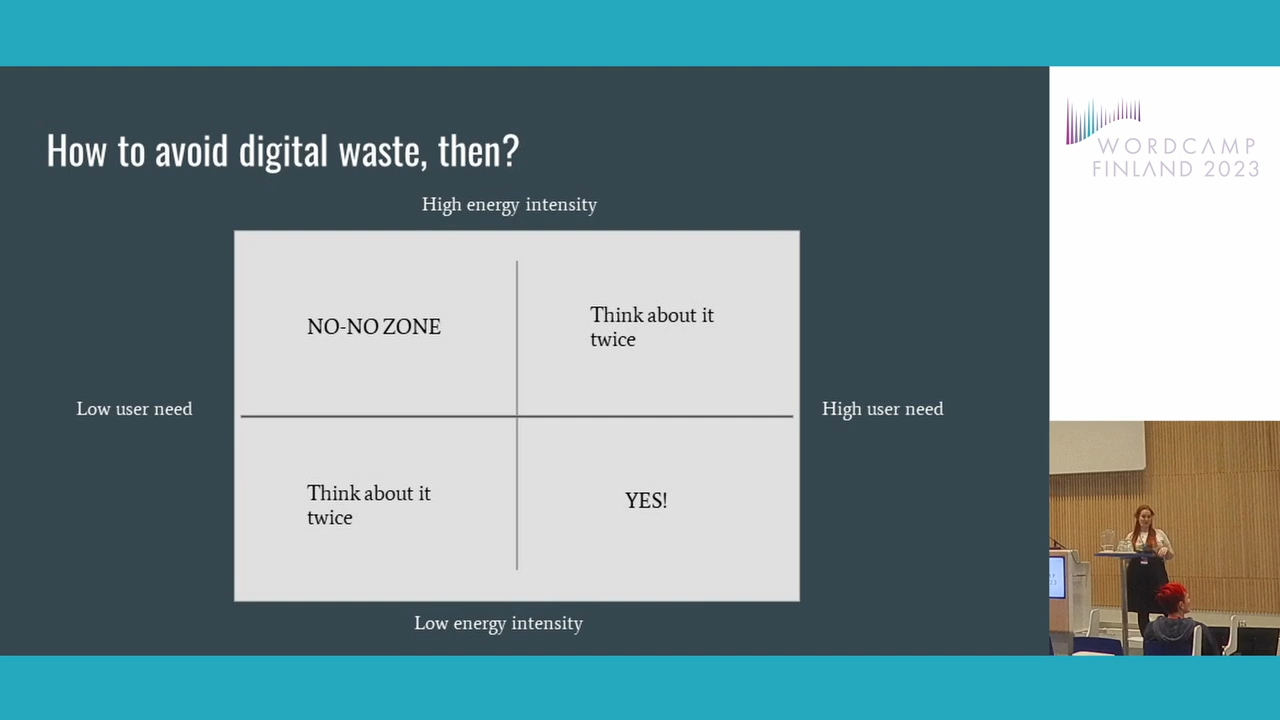 How to avoid digital waste, then?
High energy intensity
NO-NO ZONE
Think about it
twice
Low user need
High user need
Think about it
twice
YES!
Low energy intensity
WORDCAMP
FINLAND 2023